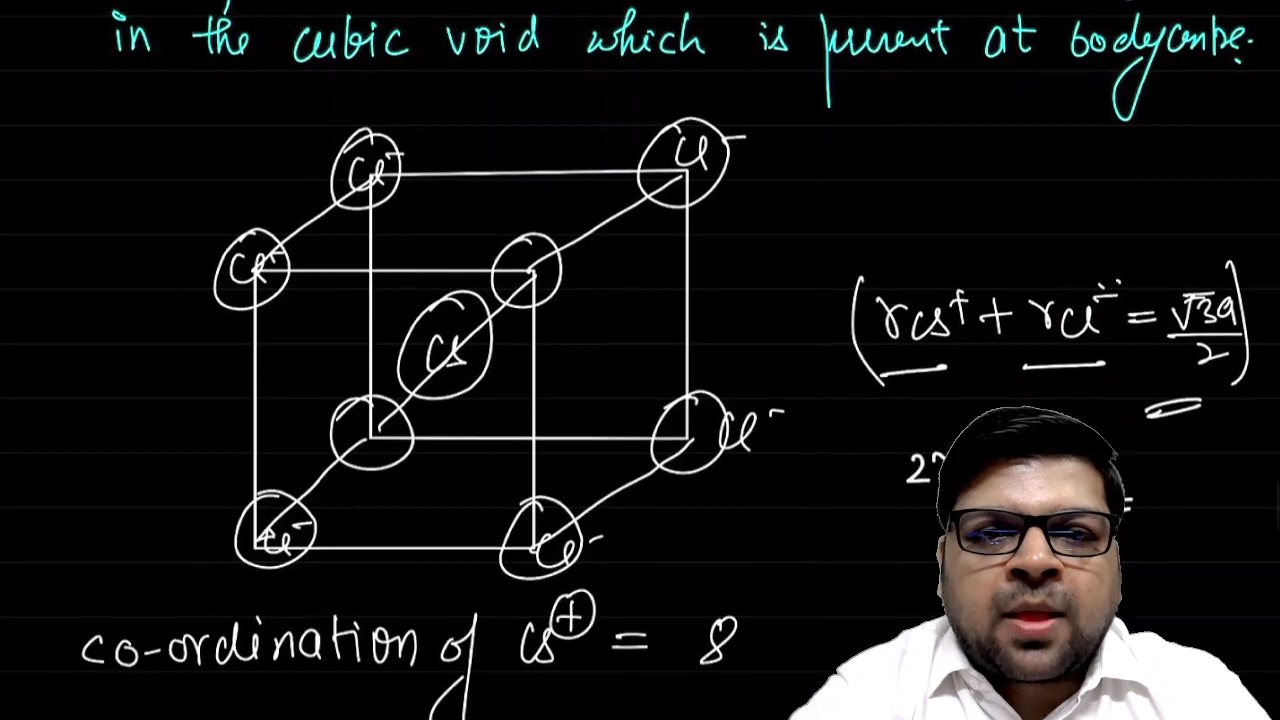 in the cubic void which is present at bodycentre.
Cl⁻ Cl⁻
Cl⁻
(rCs⁺ + rCl⁻ = √3a/2)
Cs
Cl⁻
Cl⁻ Cl⁻
co-ordination of Cs⁺ = 8